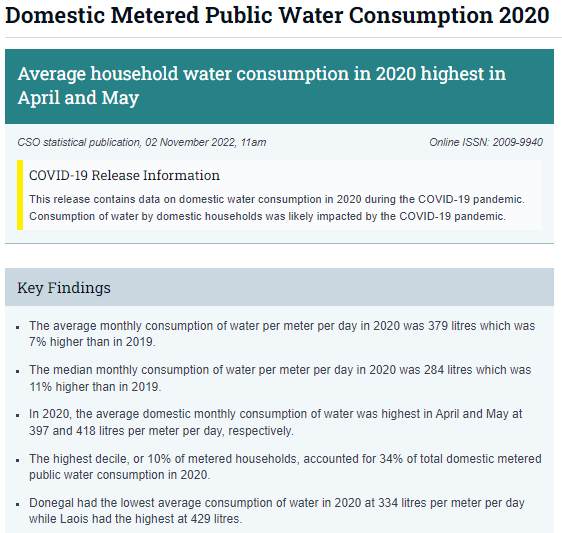 Domestic Metered Public Water Consumption 2020
Average household water consumption in 2020 highest in
April and May
CSO statistical publication, 02 November 2022, 11am
Online ISSN: 2009-9940
COVID-19 Release Information
This release contains data on domestic water consumption in 2020 during the COVID-19 pandemic.
Consumption of water by domestic households was likely impacted by the COVID-19 pandemic.
Key Findings
▪ The average monthly consumption of water per meter per day in 2020 was 379 litres which was
7% higher than in 2019.
▪ The median monthly consumption of water per meter per day in 2020 was 284 litres which was
11% higher than in 2019.
▪ In 2020, the average domestic monthly consumption of water was highest in April and May at
397 and 418 litres per meter per day, respectively.
▪ The highest decile, or 10% of metered households, accounted for 34% of total domestic metered
public water consumption in 2020.
▪ Donegal had the lowest average consumption of water in 2020 at 334 litres per meter per day
while Laois had the highest at 429 litres.